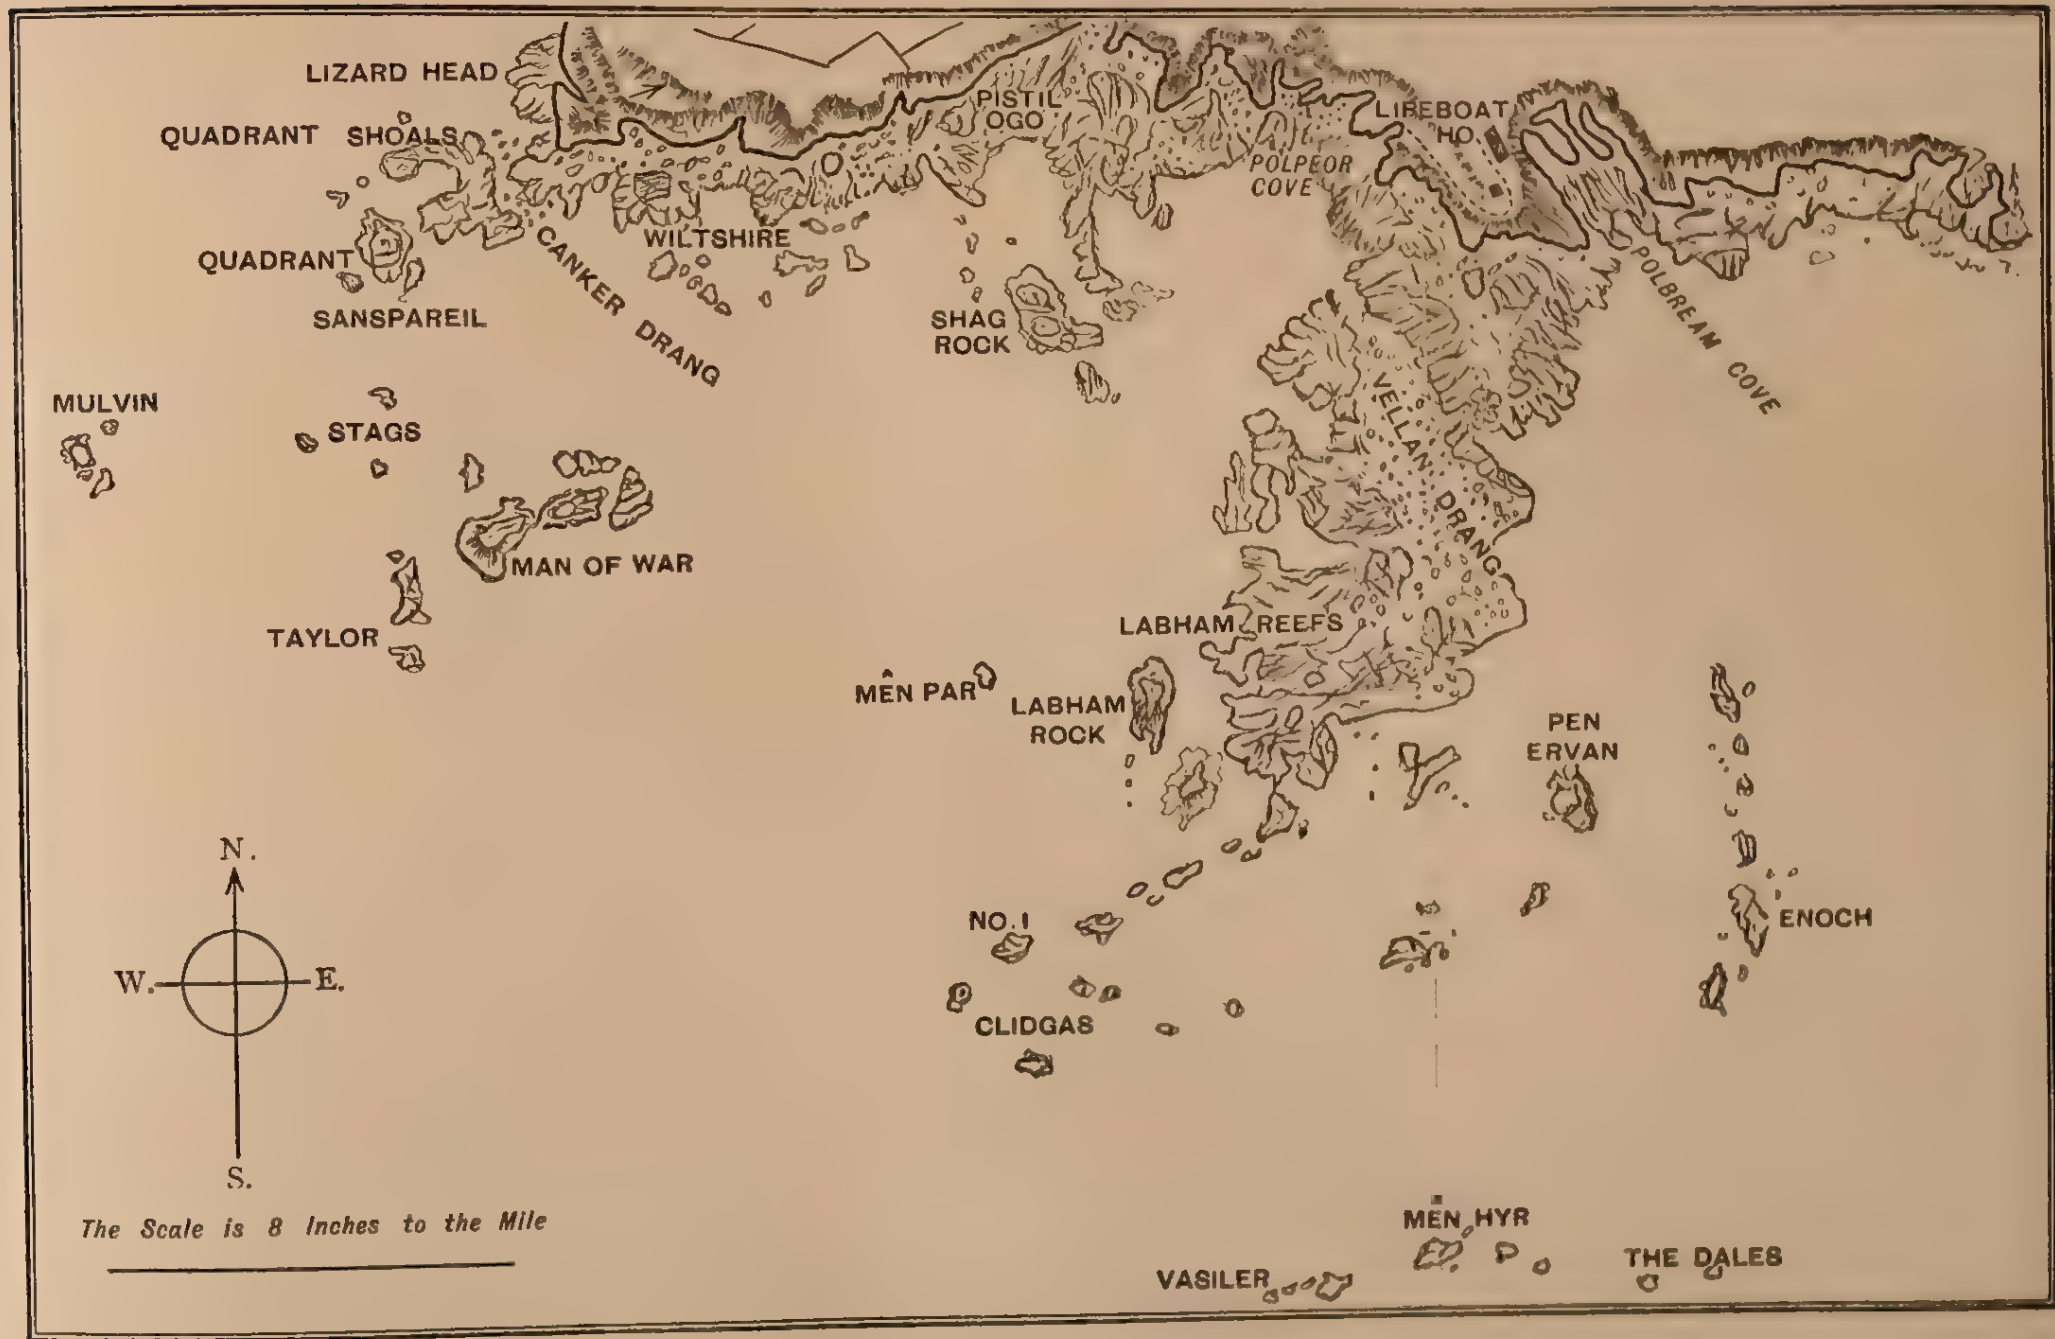 LIZARD HEAD
QUADRANT SHOALS
QUADRANT
SANSPAREIL
CANKER DRANG
WILTSHIRE
PISTIL
OGO
LIFEBOAT
HO
POLPEOR
COVE
POLBREAM COVE
SHAG
ROCK
MULVIN
STAGS
MAN OF WAR
TAYLOR
VELLAN DRANG
LABHAM REEFS
MÊN PAR
LABHAM
ROCK
PEN
ERVAN
NO. 1
ENOCH
CLIDGAS
N.
W. E.
S.
The Scale is 8 Inches to the Mile
MEN HYR
VASILER
THE DALES